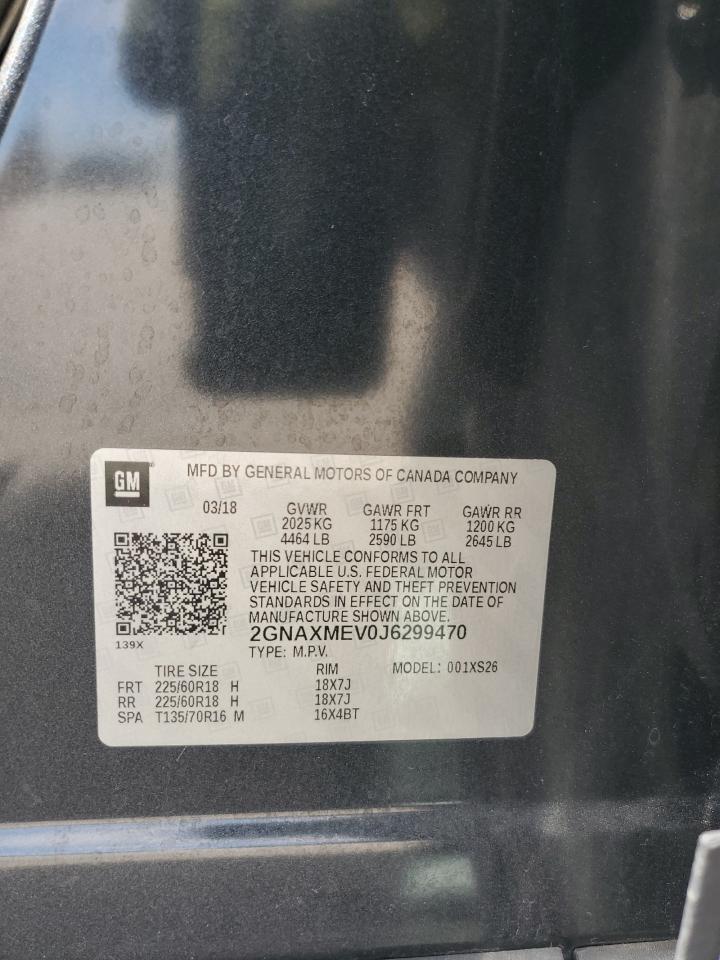 GM
MFD BY GENERAL MOTORS OF CANADA COMPANY
03/18 GVWR GAWR FRT GAWR RR
2025 KG 1175 KG 1200 KG
4464 LB 2590 LB 2645 LB
THIS VEHICLE CONFORMS TO ALL
APPLICABLE U.S. FEDERAL MOTOR
VEHICLE SAFETY AND THEFT PREVENTION
STANDARDS IN EFFECT ON THE DATE OF
MANUFACTURE SHOWN ABOVE.
2GNAXMEV0J6299470
139X
TYPE: M.P.V.
TIRE SIZE RIM MODEL: 001XS26
FRT 225/60R18 H 18X7J
RR 225/60R18 H 18X7J
SPA T135/70R16 M 16X4BT